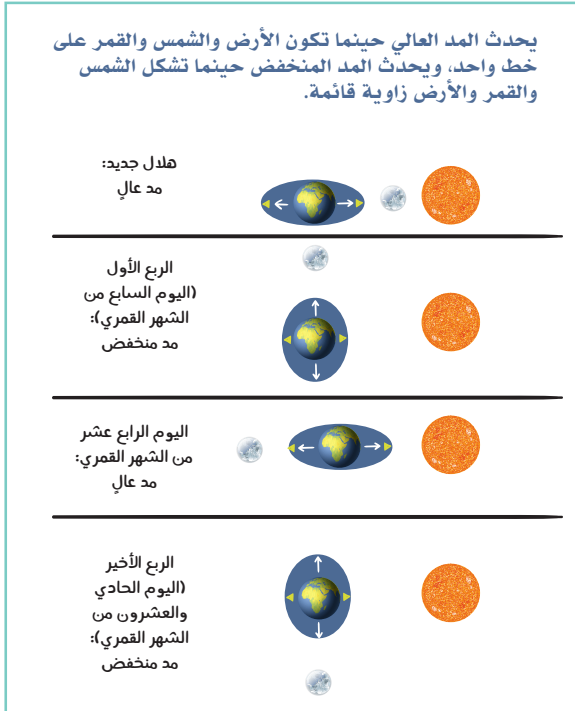 يحدث المد العالي حينما تكون الأرض والشمس والقمر على
خط واحد، ويحدث المد المنخفض حينما تشكل الشمس
والقمر والأرض زاوية قائمة.
هلال جديد:
مد عالٍ
الربع الأول
(اليوم السابع من
الشهر القمري):
مد منخفض
اليوم الرابع عشر
من الشهر القمري:
مد عالٍ
الربع الأخير
(اليوم الحادي
والعشرون من
الشهر القمري):
مد منخفض